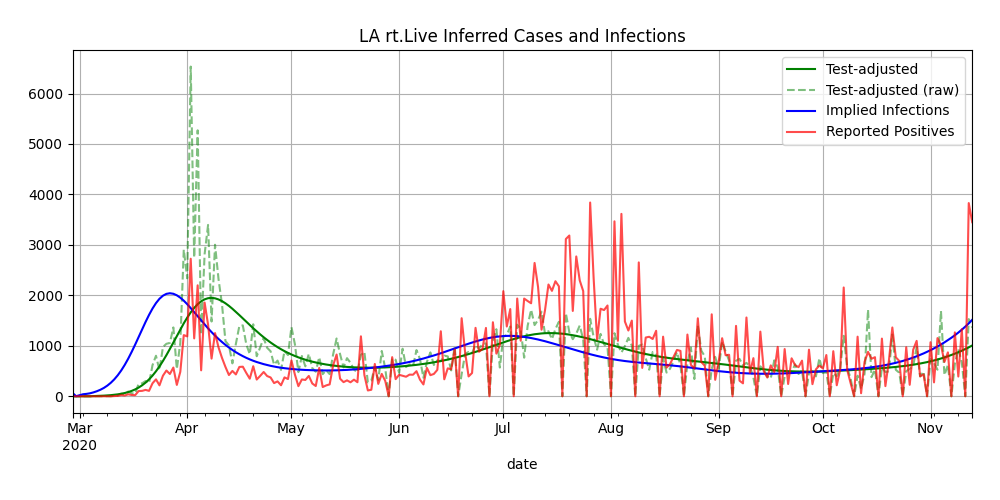 LA rt.Live Inferred Cases and Infections
Test-adjusted
Test-adjusted (raw)
Implied Infections
Reported Positives
6000
5000
4000
3000
2000
1000
0
Mar Apr May Jun Jul Aug Sep Oct Nov
2020
date